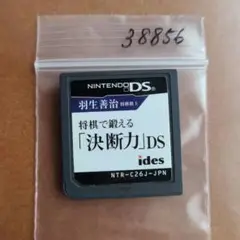 38856
NINTENDO DS
羽生善治
将棋で鍛える
「決断力」DS
ides
NTR-C26J-JPN